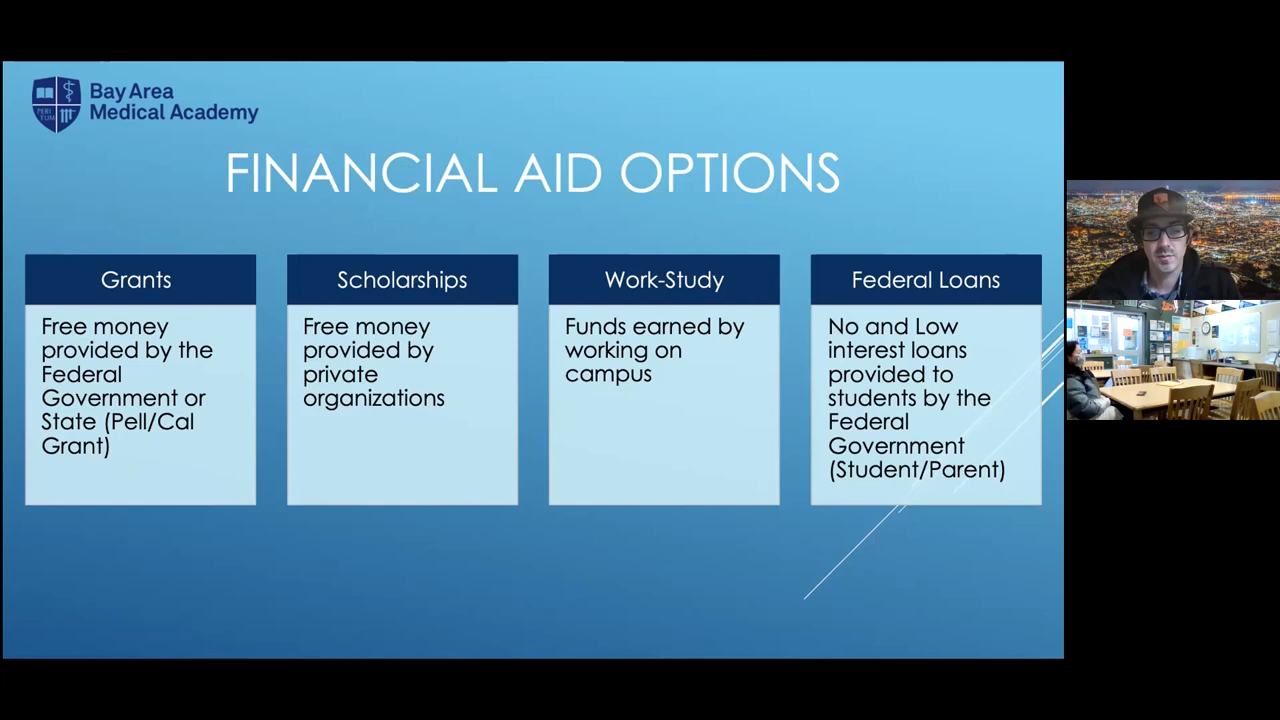 Bay Area
Medical Academy
PERI
TUM
FINANCIAL AID OPTIONS
Grants
Free money
provided by the
Federal
Government or
State (Pell/Cal
Grant)
Scholarships
Free money
provided by
private
organizations
Work-Study
Funds earned by
working on
campus
Federal Loans
No and Low
interest loans
provided to
students by the
Federal
Government
(Student/Parent)